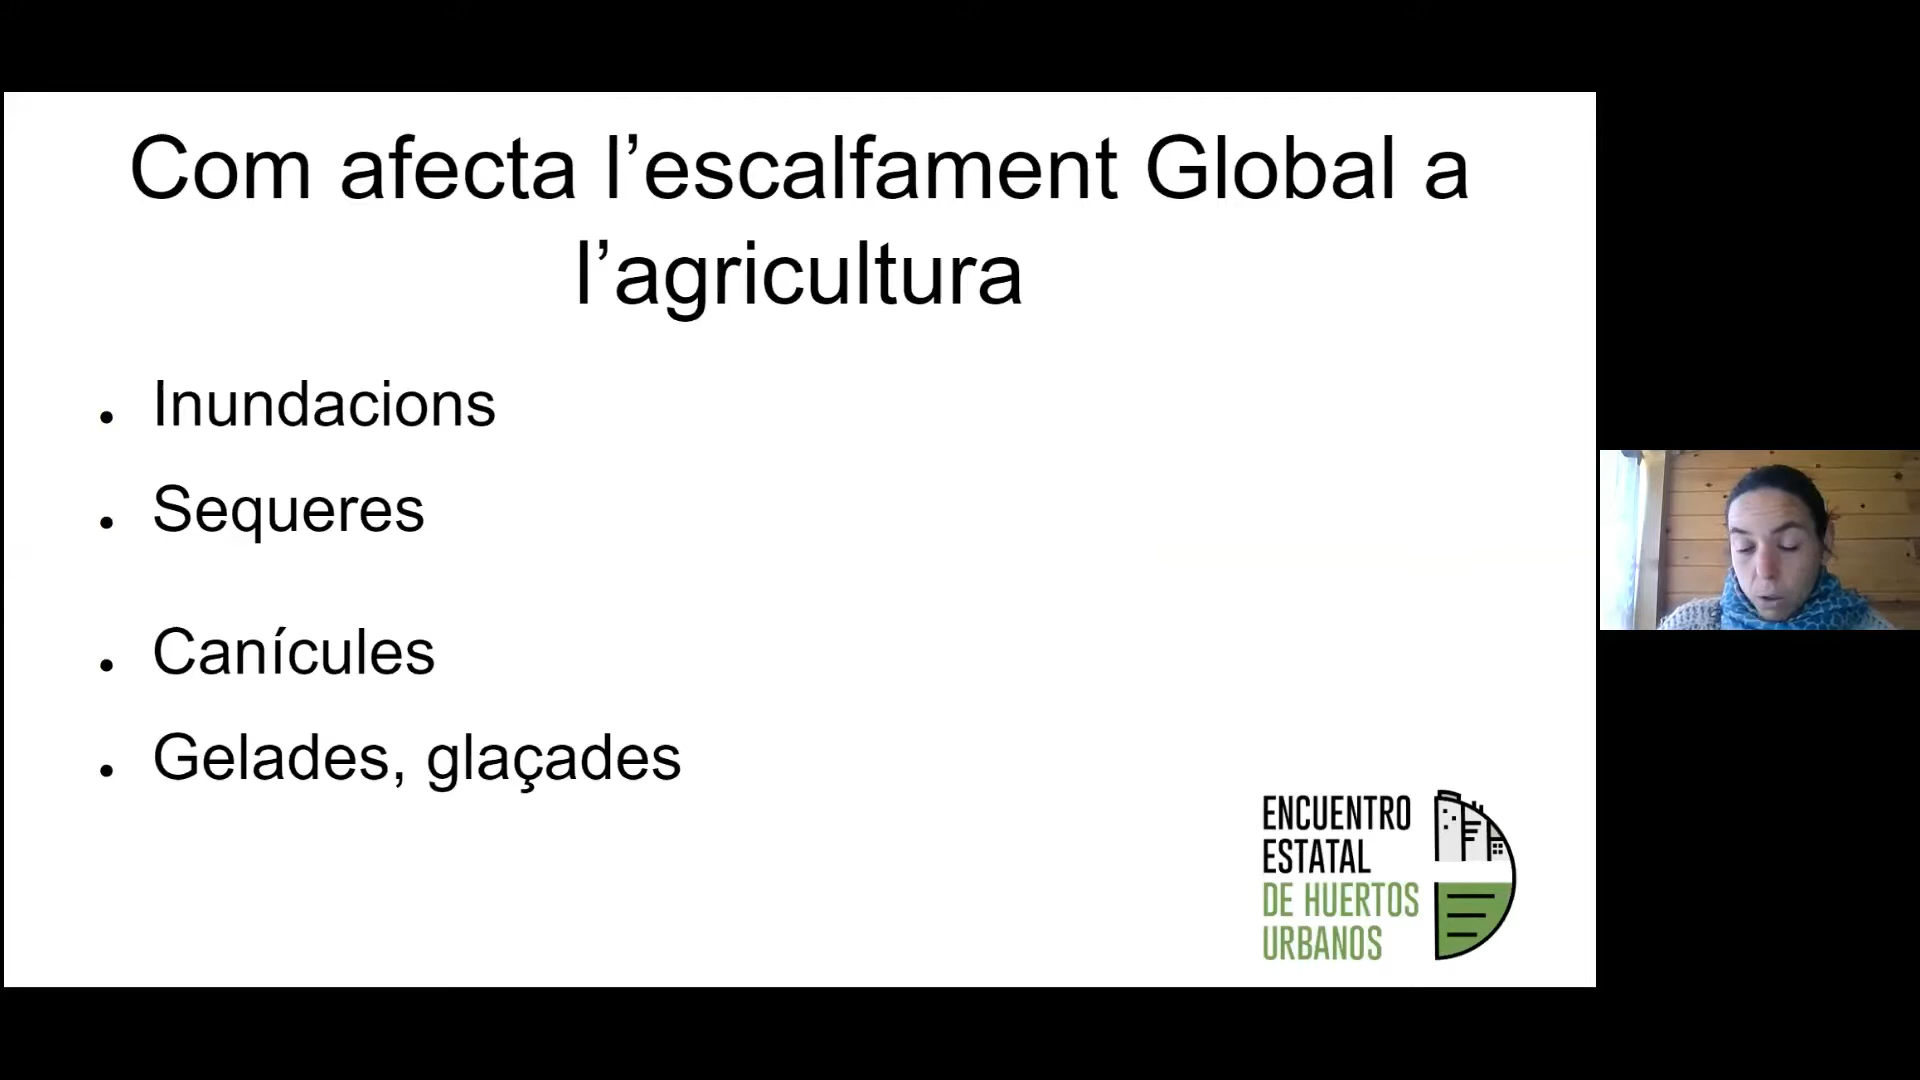 Com afecta l’escalfament Global a
l’agricultura
Inundacions
Sequeres
Canícules
Gelades, glaçades
ENCUENTRO
ESTATAL
DE HUERTOS
URBANOS